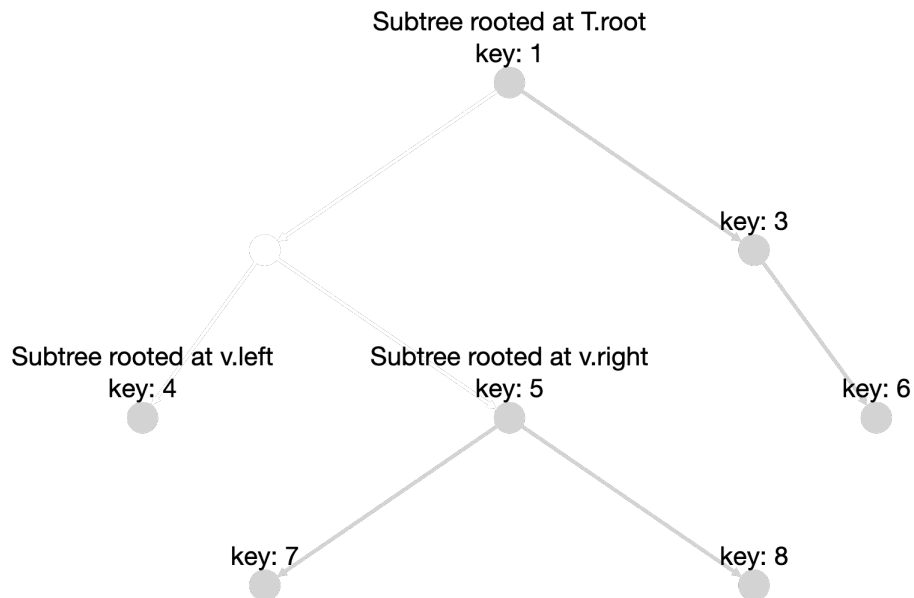 Subtree rooted at T.root
key: 1
key: 3
Subtree rooted at v.left
key: 4
Subtree rooted at v.right
key: 5
key: 6
key: 7
key: 8